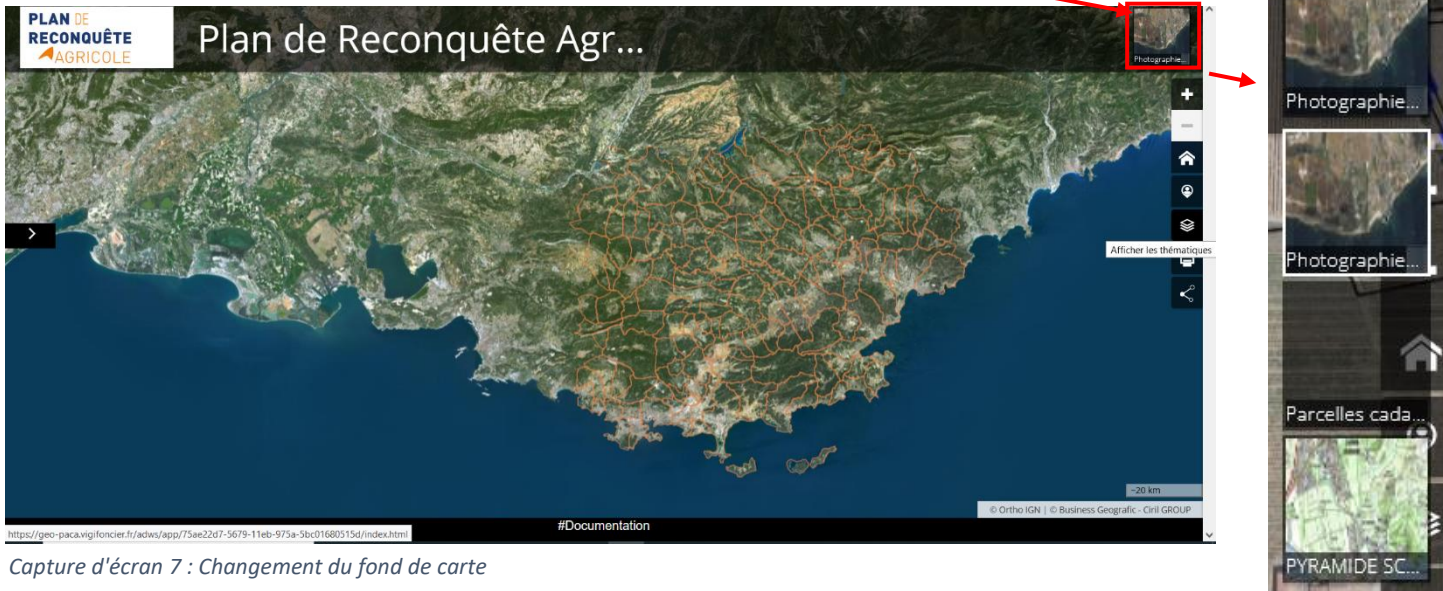 PLAN DE
RECONQUÊTE
AGRICOLE
Plan de Reconquête Agr...
Photographie...
Afficher les thématiques
~20 km
© Ortho IGN | © Business Geografic - Ciril GROUP
#Documentation
https://geo-paca.vigifoncier.fr/adws/app/75ae22d7-5679-11eb-975a-5bc01680515d/index.html
Capture d'écran 7 : Changement du fond de carte
Photographie...
Photographie...
Parcelles cada...
PYRAMIDE SC...